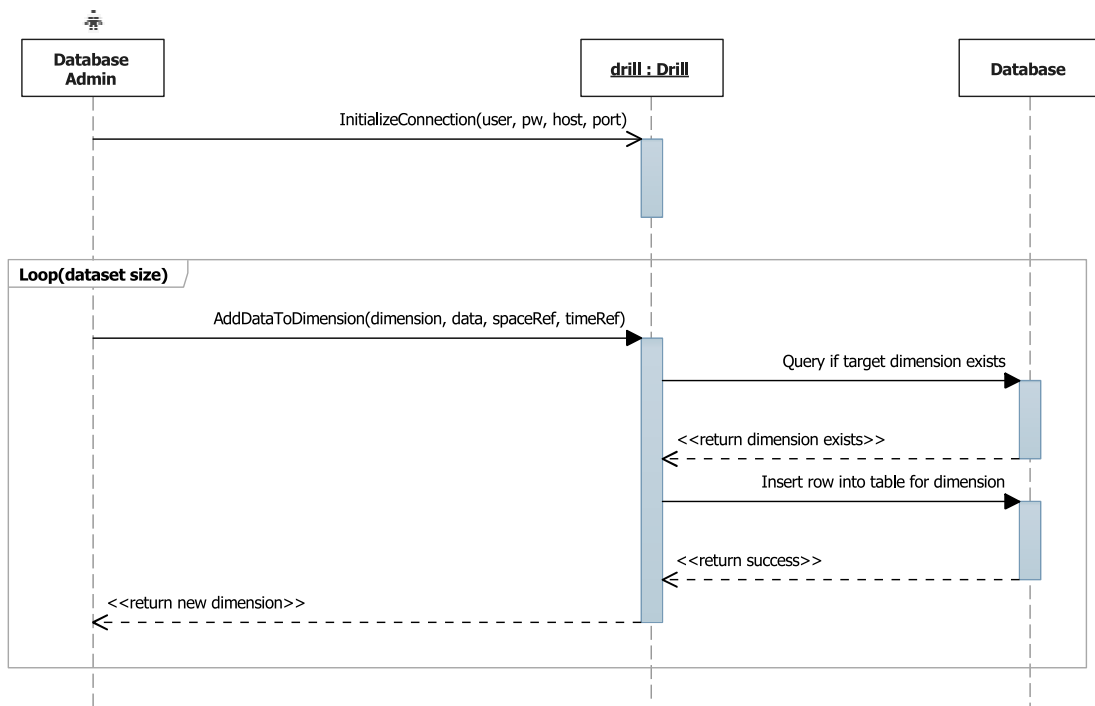 Database
Admin
drill : Drill
Database
InitializeConnection(user, pw, host, port)
Loop(dataset size)
AddDataToDimension(dimension, data, spaceRef, timeRef)
Query if target dimension exists
<<return dimension exists>>
Insert row into table for dimension
<<return success>>
<<return new dimension>>